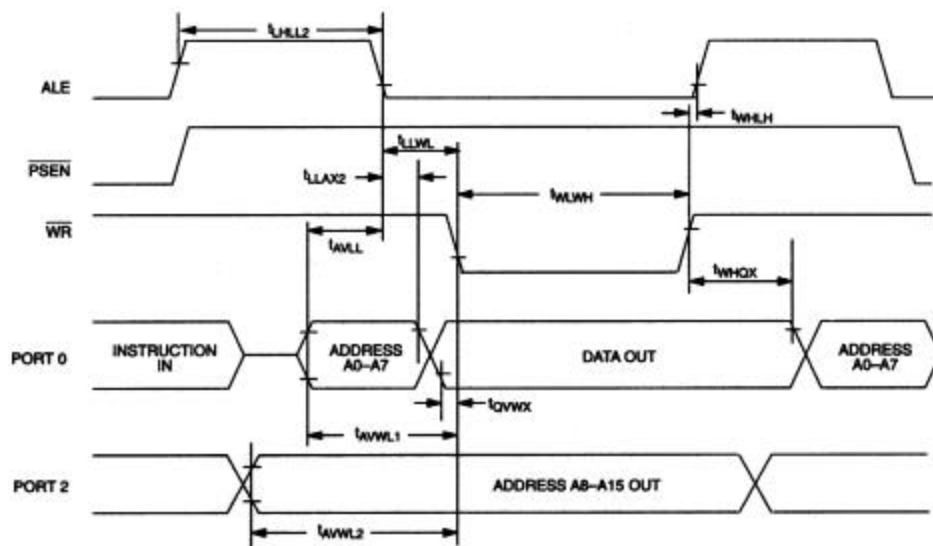 tLHLL2
ALE
tWHLH
tLLWL
PSEN
tLLAX2
tWLWH
WR
tAVLL
tWHQX
PORT 0
INSTRUCTION
IN
ADDRESS
A0–A7
DATA OUT
ADDRESS
A0–A7
tQVWX
tAVWL1
PORT 2
ADDRESS A8–A15 OUT
tAVWL2